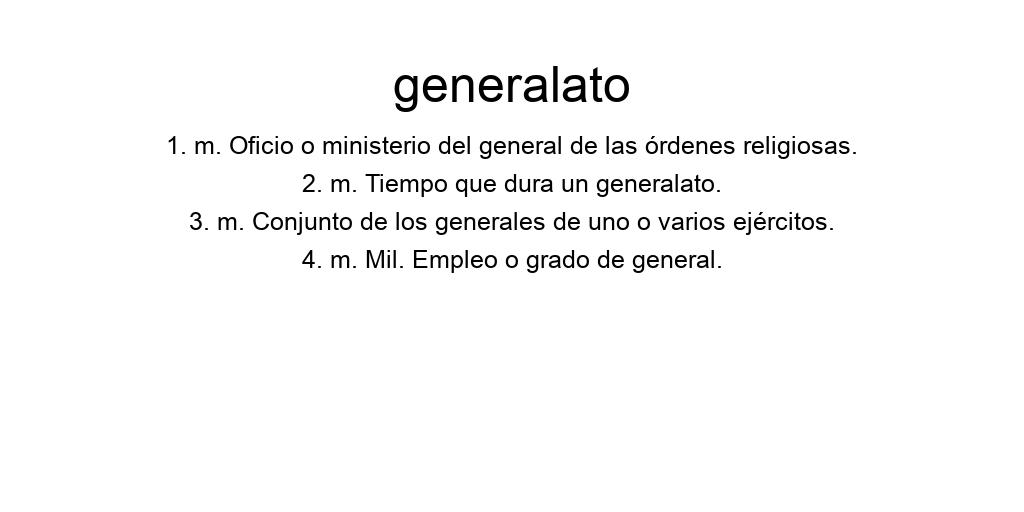 generalato
1. m. Oficio o ministerio del general de las órdenes religiosas.
2. m. Tiempo que dura un generalato.
3. m. Conjunto de los generales de uno o varios ejércitos.
4. m. Mil. Empleo o grado de general.